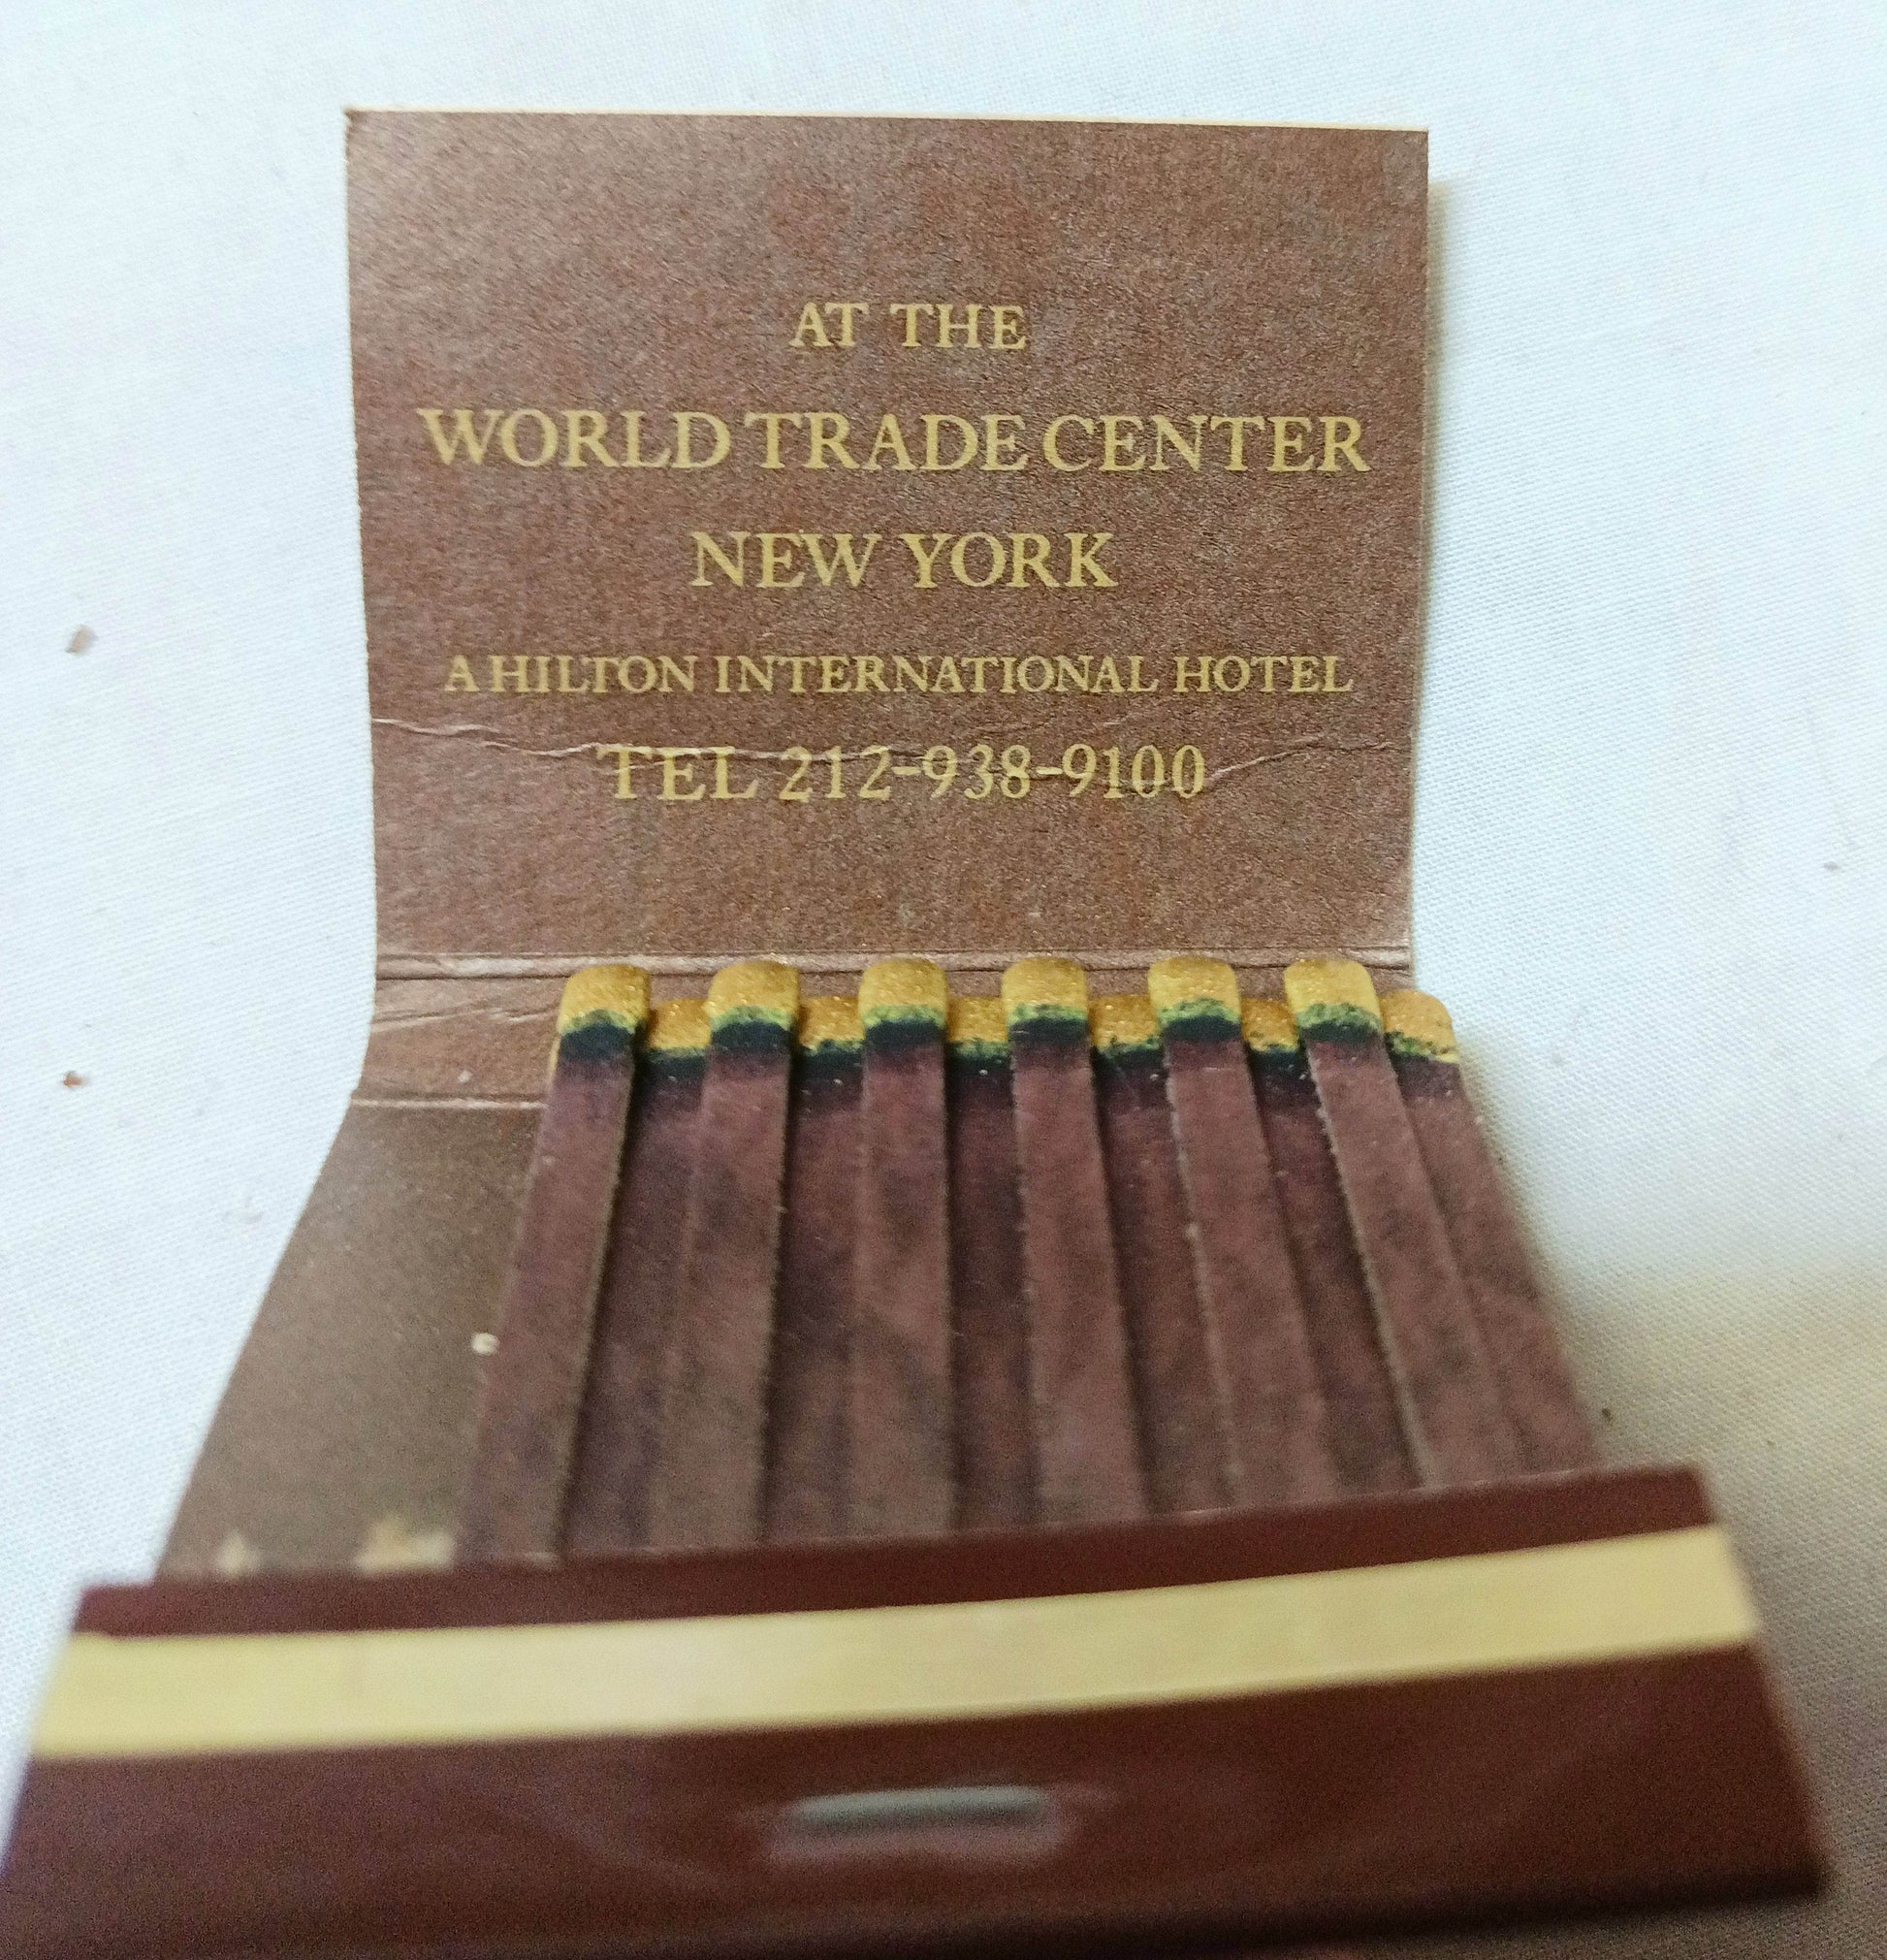 AT THE
WORLD TRADE CENTER
NEW YORK
A HILTON INTERNATIONAL HOTEL
TEL 212-938-9100